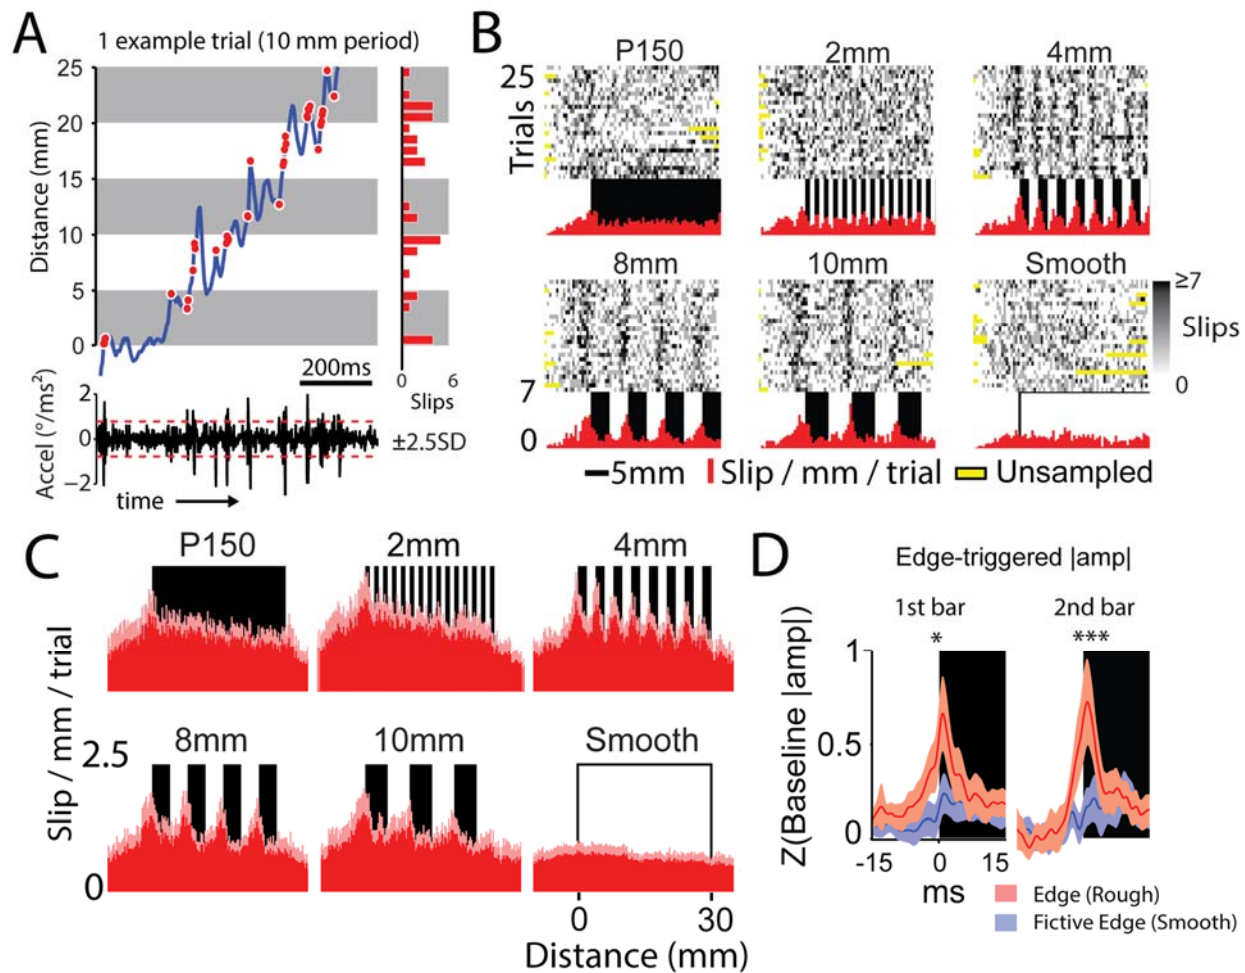 A
1 example trial (10 mm period)
25
20
15
10
5
0
Distance (mm)
200ms
0 6
Slips
2
0
−2
Accel (°/ms²)
±2.5SD
time
B
P150 2mm 4mm
25
Trials
8mm 10mm Smooth
≥7
Slips
0
7
0
5mm Slip / mm / trial Unsampled
C
P150 2mm 4mm
8mm 10mm Smooth
2.5
0
Slip / mm / trial
0 30
Distance (mm)
D
Edge-triggered |amp|
1st bar 2nd bar
* ***
1
0.5
0
Z(Baseline |amp|)
-15 0 15
ms
Edge (Rough)
Fictive Edge (Smooth)